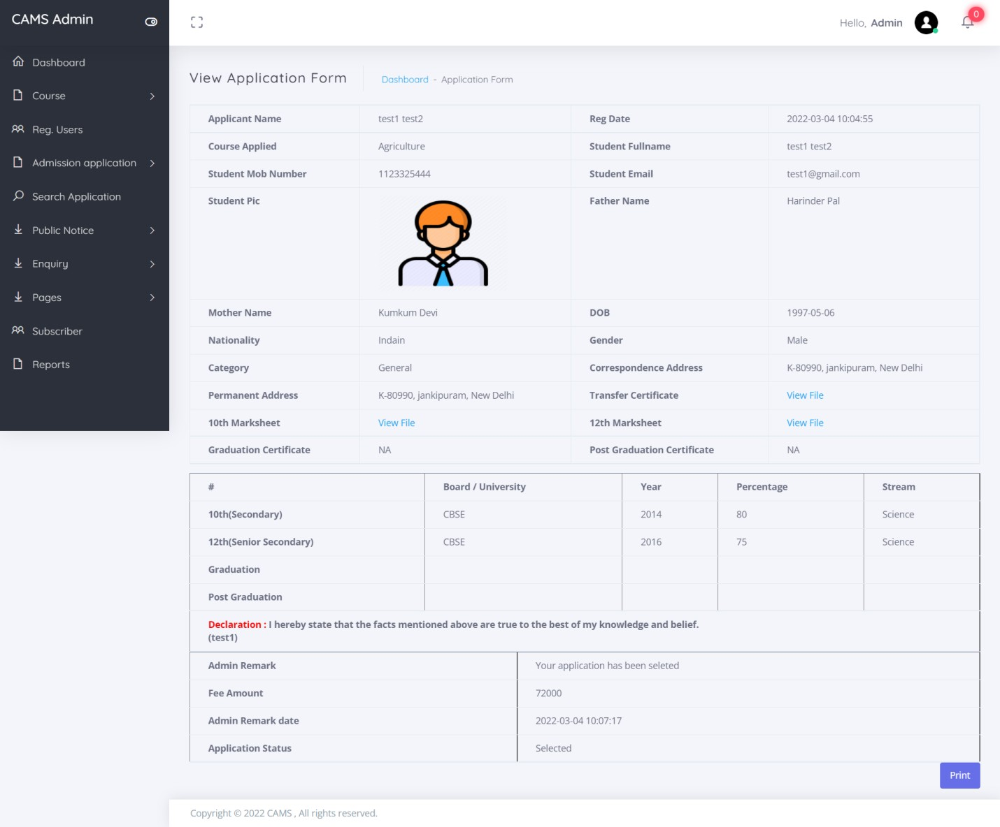 CAMS Admin
Hello, Admin
0
Dashboard
Course
Reg. Users
Admission application
Search Application
Public Notice
Enquiry
Pages
Subscriber
Reports
View Application Form
Dashboard - Application Form
Applicant Name test1 test2 Reg Date 2022-03-04 10:04:55
Course Applied Agriculture Student Fullname test1 test2
Student Mob Number 1123325444 Student Email test1@gmail.com
Student Pic Father Name Harinder Pal
Mother Name Kumkum Devi DOB 1997-05-06
Nationality Indain Gender Male
Category General Correspondence Address K-80990, jankipuram, New Delhi
Permanent Address K-80990, jankipuram, New Delhi Transfer Certificate View File
10th Marksheet View File 12th Marksheet View File
Graduation Certificate NA Post Graduation Certificate NA
# Board / University Year Percentage Stream
10th(Secondary) CBSE 2014 80 Science
12th(Senior Secondary) CBSE 2016 75 Science
Graduation
Post Graduation
Declaration : I hereby state that the facts mentioned above are true to the best of my knowledge and belief.
(test1)
Admin Remark Your application has been seleted
Fee Amount 72000
Admin Remark date 2022-03-04 10:07:17
Application Status Selected
Print
Copyright © 2022 CAMS , All rights reserved.